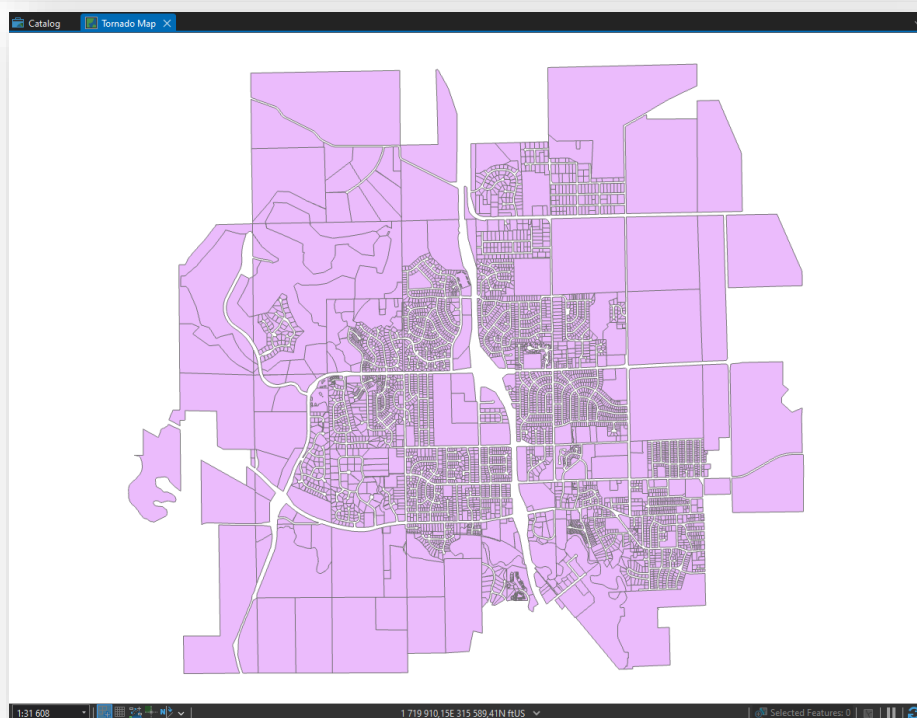 Catalog
Tornado Map
1:31 608
1 719 910,15E 315 589,41N ftUS
Selected Features: 0